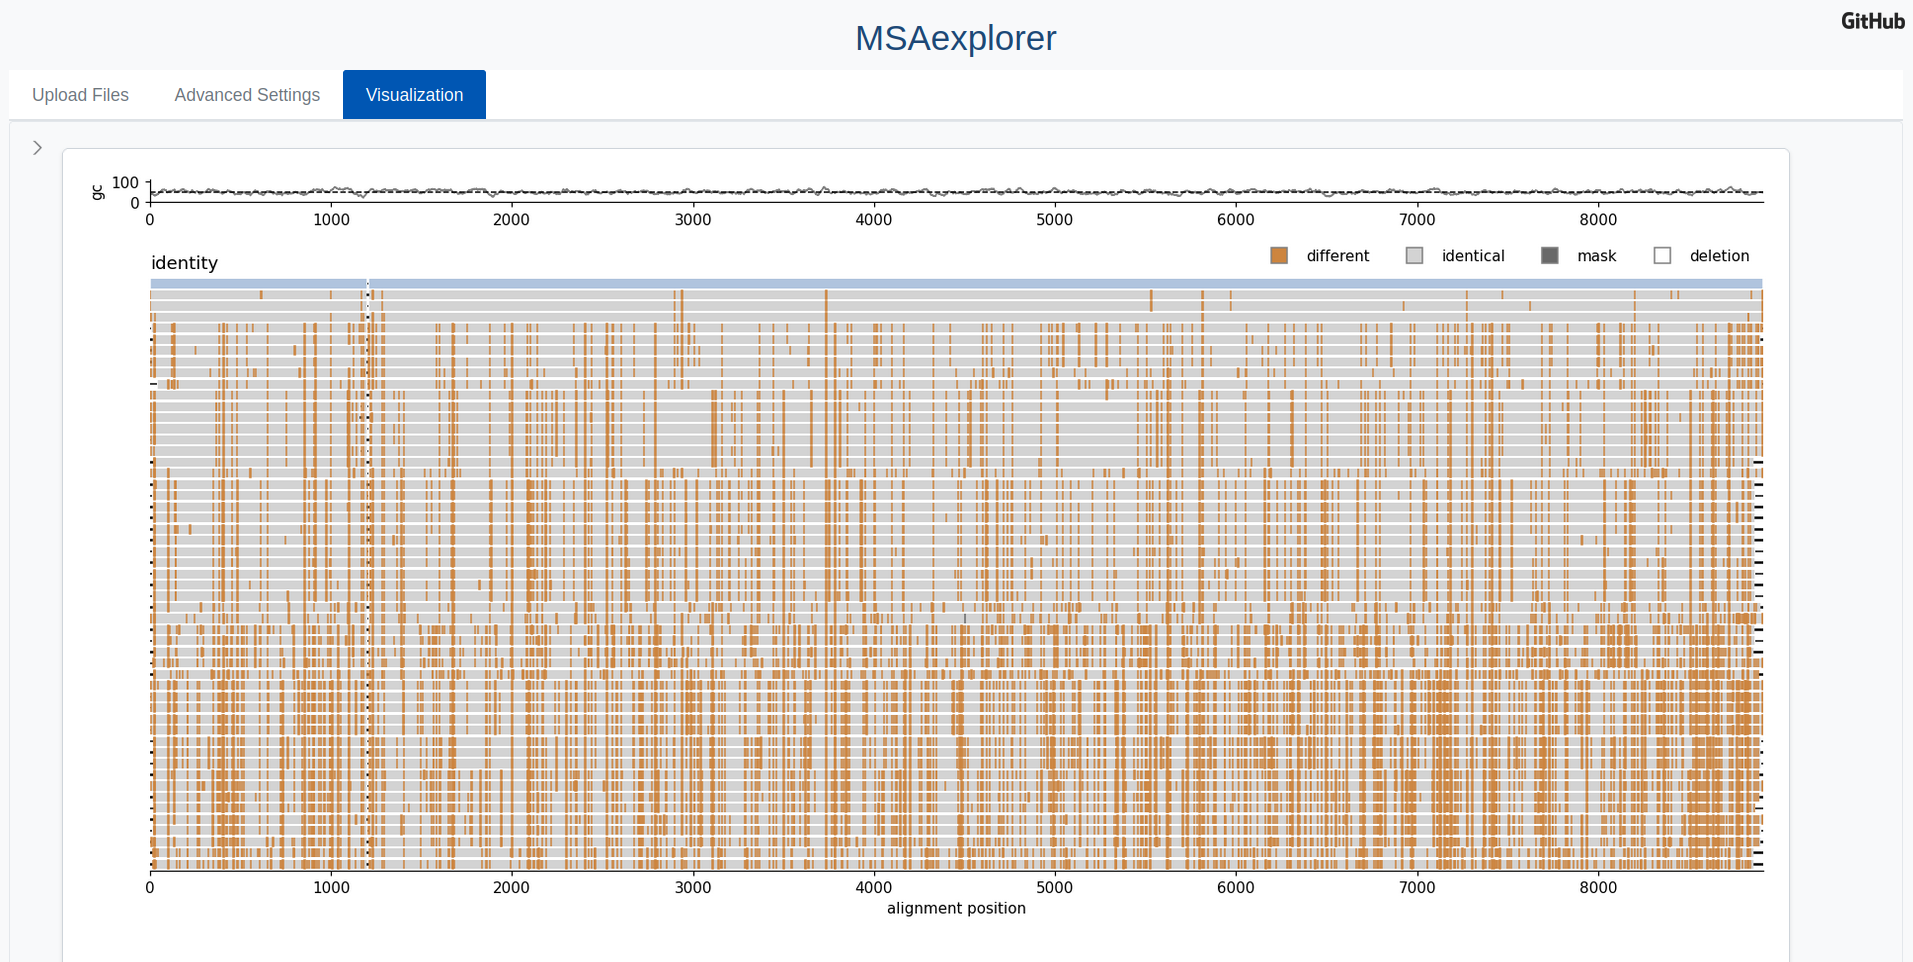 GitHub
MSAexplorer
Upload Files Advanced Settings Visualization
gc
100
0
0 1000 2000 3000 4000 5000 6000 7000 8000
different identical mask deletion
identity
0 1000 2000 3000 4000 5000 6000 7000 8000
alignment position